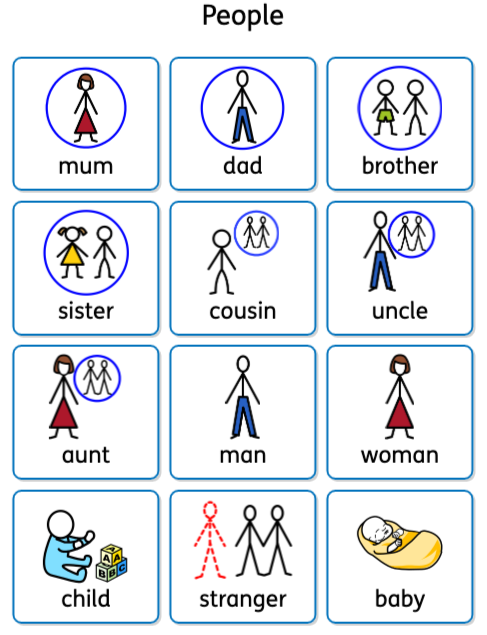 People
mum
dad
brother
sister
cousin
uncle
aunt
man
woman
A
A
B
B
C
child
stranger
baby